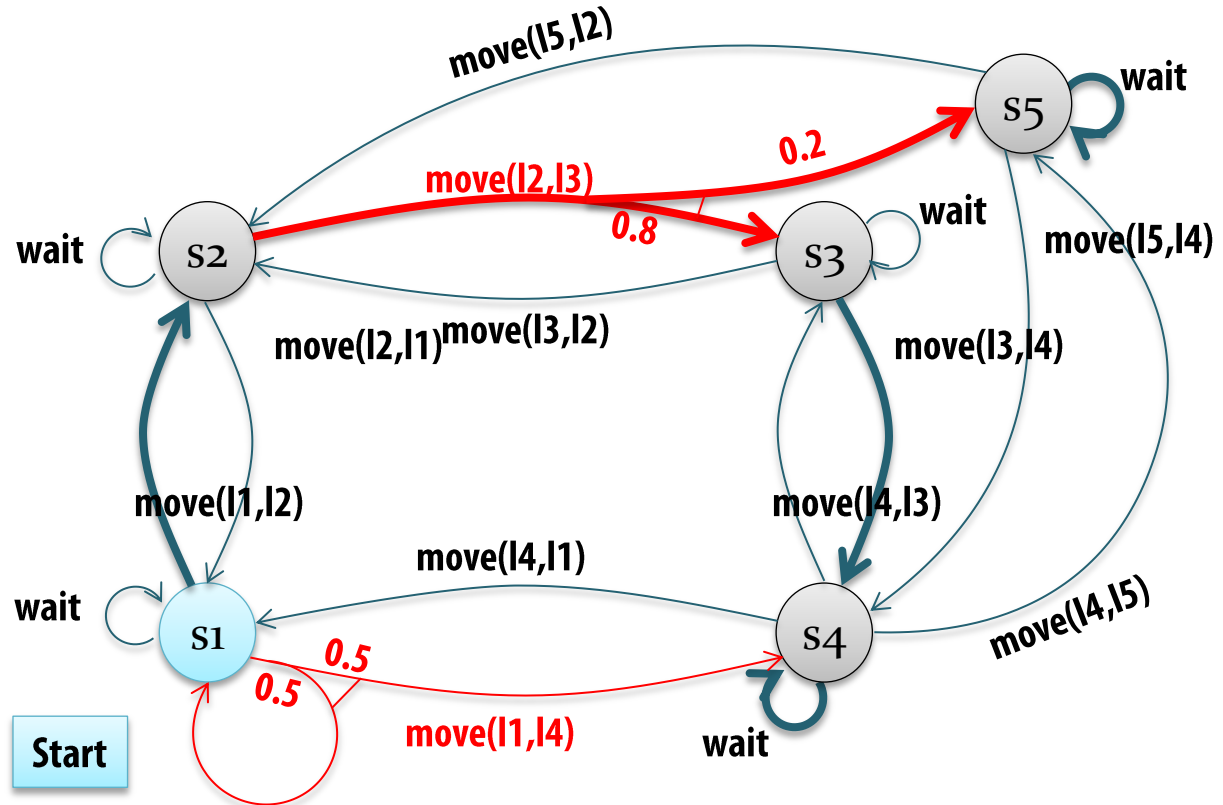 move(l5,l2)
wait
s5
0.2
move(l2,l3)
0.8
wait
wait
s2
s3
move(l5,l4)
move(l2,l1)
move(l3,l2)
move(l3,l4)
move(l1,l2)
move(l4,l3)
move(l4,l1)
wait
move(l4,l5)
s1
s4
0.5
0.5
move(l1,l4)
wait
Start